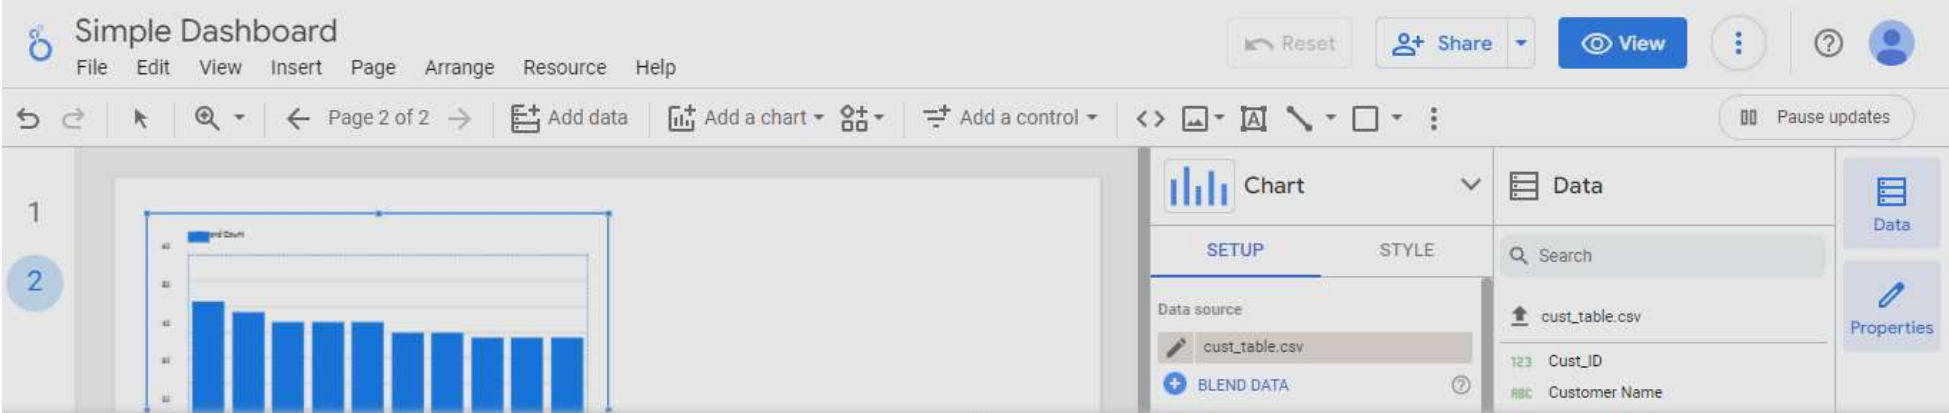 Simple Dashboard
Reset
Share
View
File Edit View Insert Page Arrange Resource Help
Page 2 of 2
Add data
Add a chart
Add a control
Pause updates
1
2
Chart
SETUP STYLE
Data source
cust_table.csv
BLEND DATA
Data
Search
cust_table.csv
123 Cust_ID
ABC Customer Name
Data
Properties